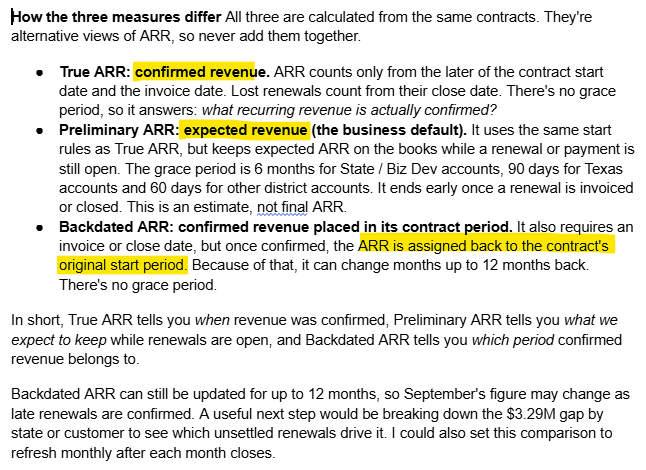 How the three measures differ All three are calculated from the same contracts. They're
alternative views of ARR, so never add them together.
● True ARR: confirmed revenue. ARR counts only from the later of the contract start
date and the invoice date. Lost renewals count from their close date. There's no grace
period, so it answers: what recurring revenue is actually confirmed?
● Preliminary ARR: expected revenue (the business default). It uses the same start
rules as True ARR, but keeps expected ARR on the books while a renewal or payment is
still open. The grace period is 6 months for State / Biz Dev accounts, 90 days for Texas
accounts and 60 days for other district accounts. It ends early once a renewal is invoiced
or closed. This is an estimate, not final ARR.
● Backdated ARR: confirmed revenue placed in its contract period. It also requires an
invoice or close date, but once confirmed, the ARR is assigned back to the contract's
original start period. Because of that, it can change months up to 12 months back.
There's no grace period.
In short, True ARR tells you when revenue was confirmed, Preliminary ARR tells you what we
expect to keep while renewals are open, and Backdated ARR tells you which period confirmed
revenue belongs to.
Backdated ARR can still be updated for up to 12 months, so September's figure may change as
late renewals are confirmed. A useful next step would be breaking down the $3.29M gap by
state or customer to see which unsettled renewals drive it. I could also set this comparison to
refresh monthly after each month closes.